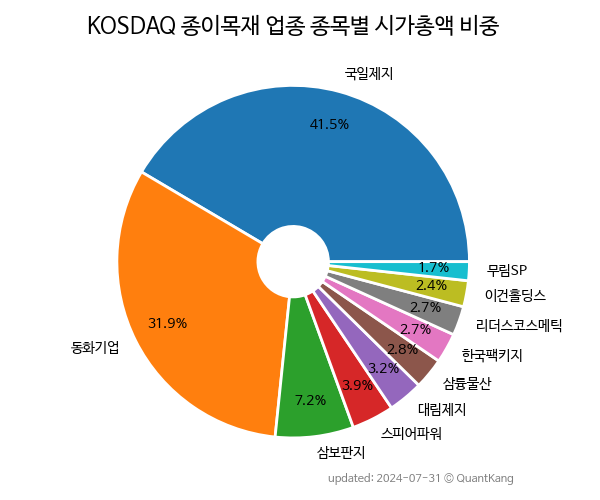 KOSDAQ 종이목재 업종 종목별 시가총액 비중
국일제지
41.5%
동화기업
31.9%
삼보판지
7.2%
스피어파워
3.9%
대림제지
3.2%
삼륭물산
2.8%
한국팩키지
2.7%
리더스코스메틱
2.7%
이건홀딩스
2.4%
무림SP
1.7%
updated: 2024-07-31 © QuantKang